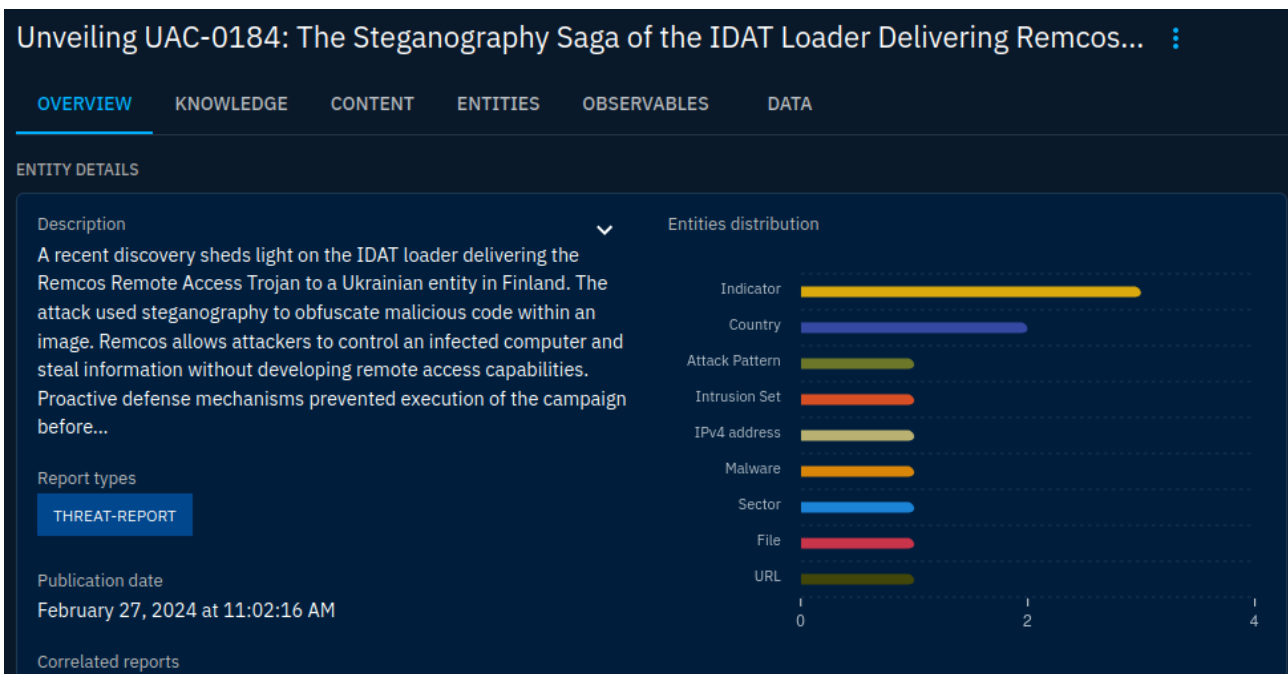 Unveiling UAC-0184: The Steganography Saga of the IDAT Loader Delivering Remcos...
OVERVIEW KNOWLEDGE CONTENT ENTITIES OBSERVABLES DATA
ENTITY DETAILS
Description
A recent discovery sheds light on the IDAT loader delivering the
Remcos Remote Access Trojan to a Ukrainian entity in Finland. The
attack used steganography to obfuscate malicious code within an
image. Remcos allows attackers to control an infected computer and
steal information without developing remote access capabilities.
Proactive defense mechanisms prevented execution of the campaign
before...
Report types
THREAT-REPORT
Publication date
February 27, 2024 at 11:02:16 AM
Correlated reports
Entities distribution
Indicator
Country
Attack Pattern
Intrusion Set
IPv4 address
Malware
Sector
File
URL
0 2 4